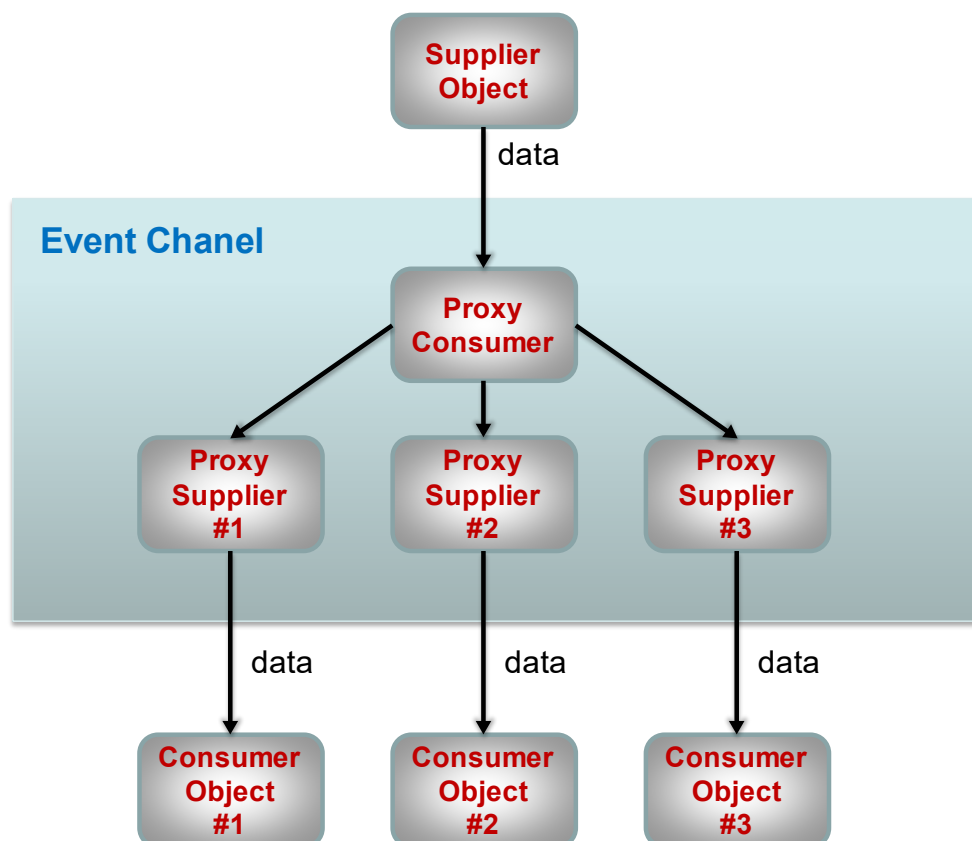 Supplier
Object
data
Event Chanel
Proxy
Consumer
Proxy
Supplier
#1
Proxy
Supplier
#2
Proxy
Supplier
#3
data
data
data
Consumer
Object
#1
Consumer
Object
#2
Consumer
Object
#3